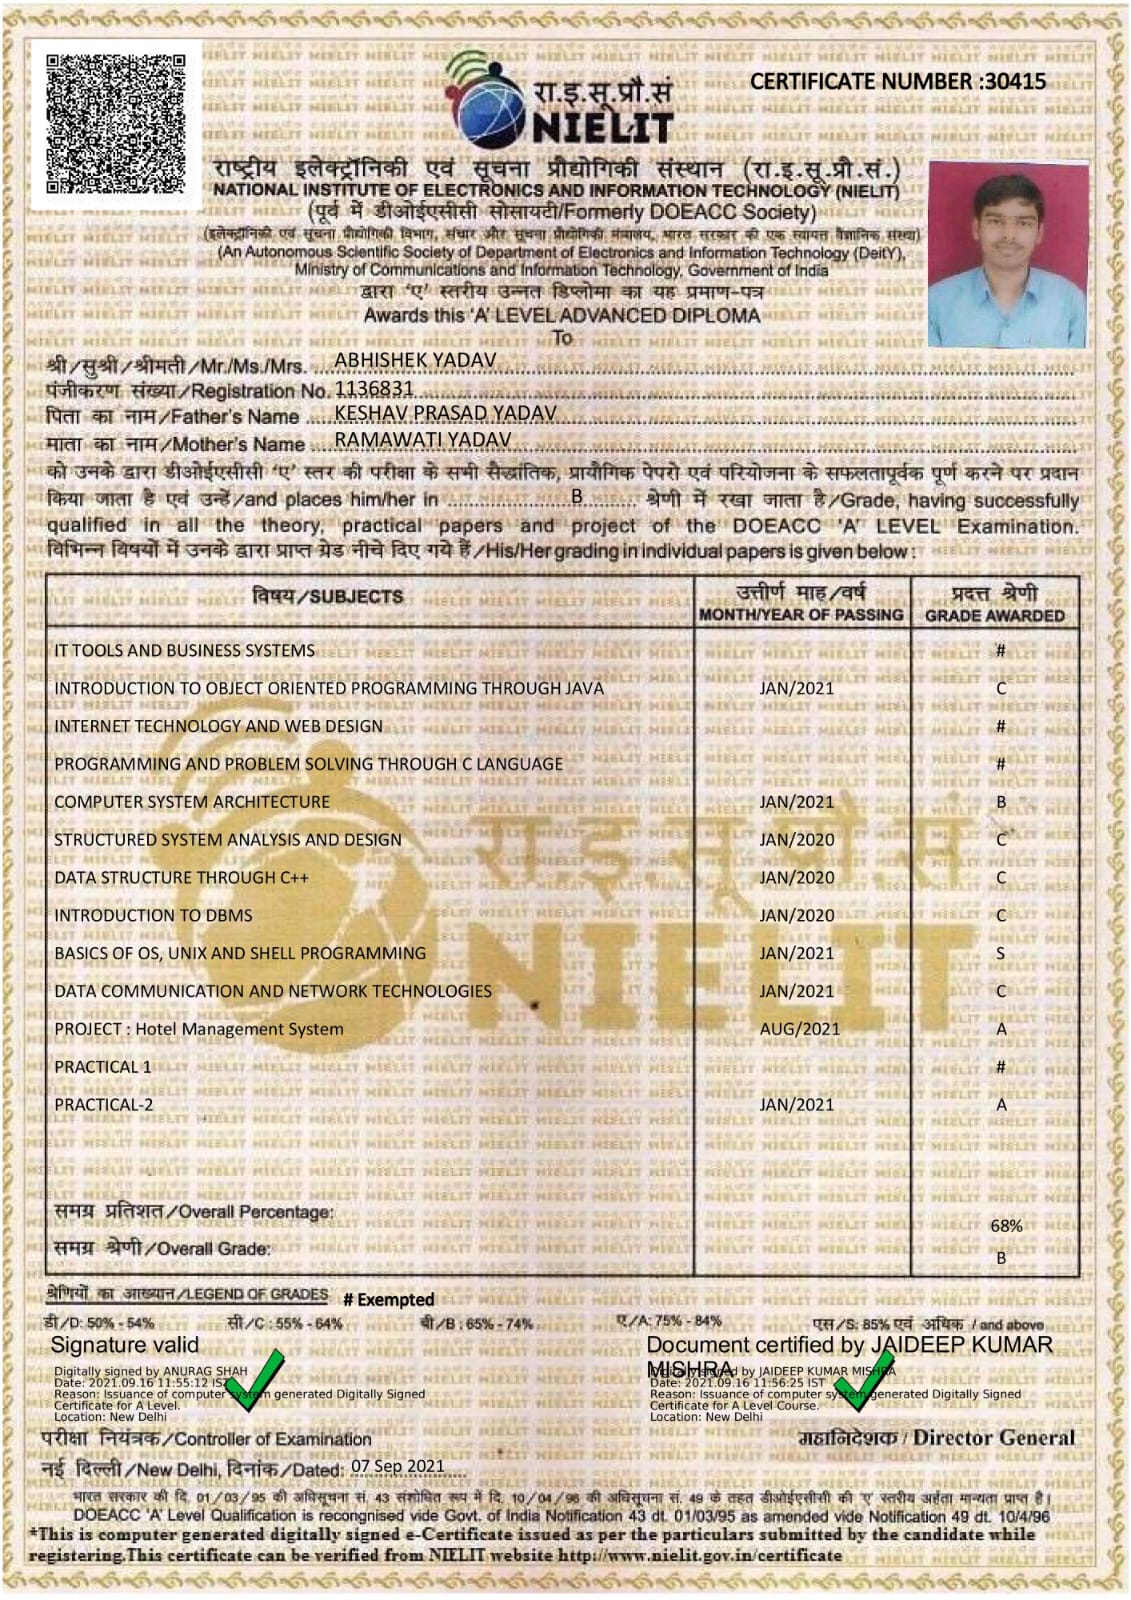 CERTIFICATE NUMBER :30415
रा.इ.सू.प्रौ.सं
NIELIT
राष्ट्रीय इलेक्ट्रॉनिकी एवं सूचना प्रौद्योगिकी संस्थान (रा.इ.सू.प्रौ.सं.)
NATIONAL INSTITUTE OF ELECTRONICS AND INFORMATION TECHNOLOGY (NIELIT)
(पूर्व में डीओईएसीसी सोसायटी/Formerly DOEACC Society)
(इलेक्ट्रॉनिकी एवं सूचना प्रौद्योगिकी विभाग, संचार और सूचना प्रौद्योगिकी मंत्रालय, भारत सरकार की एक स्वायत्त वैज्ञानिक संस्था)
(An Autonomous Scientific Society of Department of Electronics and Information Technology (DeitY),
Ministry of Communications and Information Technology, Government of India
द्वारा ‘ए’ स्तरीय उन्नत डिप्लोमा का यह प्रमाण-पत्र
Awards this 'A' LEVEL ADVANCED DIPLOMA
To
श्री/सुश्री/श्रीमती/Mr./Ms./Mrs. ABHISHEK YADAV
पंजीकरण संख्या/Registration No. 1136831
पिता का नाम/Father's Name KESHAV PRASAD YADAV
माता का नाम/Mother's Name RAMAWATI YADAV
को उनके द्वारा डीओईएसीसी ‘ए’ स्तर की परीक्षा के सभी सैद्धांतिक, प्रायोगिक पेपरो एवं परियोजना के सफलतापूर्वक पूर्ण करने पर प्रदान
किया जाता है एवं उन्हें/and places him/her in B श्रेणी में रखा जाता है/Grade, having successfully
qualified in all the theory, practical papers and project of the DOEACC 'A' LEVEL Examination.
विभिन्न विषयों में उनके द्वारा प्राप्त ग्रेड नीचे दिए गये हैं/His/Her grading in individual papers is given below :
विषय/SUBJECTS उत्तीर्ण माह/वर्ष प्रदत्त श्रेणी
MONTH/YEAR OF PASSING GRADE AWARDED
IT TOOLS AND BUSINESS SYSTEMS #
INTRODUCTION TO OBJECT ORIENTED PROGRAMMING THROUGH JAVA JAN/2021 C
INTERNET TECHNOLOGY AND WEB DESIGN #
PROGRAMMING AND PROBLEM SOLVING THROUGH C LANGUAGE #
COMPUTER SYSTEM ARCHITECTURE JAN/2021 B
STRUCTURED SYSTEM ANALYSIS AND DESIGN JAN/2020 C
DATA STRUCTURE THROUGH C++ JAN/2020 C
INTRODUCTION TO DBMS JAN/2020 C
BASICS OF OS, UNIX AND SHELL PROGRAMMING JAN/2021 S
DATA COMMUNICATION AND NETWORK TECHNOLOGIES JAN/2021 C
PROJECT : Hotel Management System AUG/2021 A
PRACTICAL 1 #
PRACTICAL-2 JAN/2021 A
रा.इ.सू.प्रौ.सं
NIELIT
समग्र प्रतिशत/Overall Percentage: 68%
समग्र श्रेणी/Overall Grade: B
श्रेणियों का आख्यान/LEGEND OF GRADES # Exempted
डी/D: 50% - 54% सी/C : 55% - 64% बी/B : 65% - 74% ए/A: 75% - 84% एस/S: 85% एवं अधिक / and above
Signature valid
Digitally signed by ANURAG SHAH
Date: 2021.09.16 11:55:12 IST
Reason: Issuance of computer system generated Digitally Signed
Certificate for A Level.
Location: New Delhi
Document certified by JAIDEEP KUMAR
MISHRA
Digitally signed by JAIDEEP KUMAR MISHRA
Date: 2021.09.16 11:56:25 IST
Reason: Issuance of computer system generated Digitally Signed
Certificate for A Level Course.
Location: New Delhi
परीक्षा नियंत्रक/Controller of Examination महानिदेशक / Director General
नई दिल्ली/New Delhi, दिनांक/Dated: 07 Sep 2021
भारत सरकार की दि. 01/03/95 की अधिसूचना सं. 43 संशोधित रूप में दि. 10/04/96 की अधिसूचना सं. 49 के तहत डीओईएसीसी की 'ए' स्तरीय अर्हता मान्यता प्राप्त है।
DOEACC 'A' Level Qualification is recongnised vide Govt. of India Notification 43 dt. 01/03/95 as amended vide Notification 49 dt. 10/4/96
*This is computer generated digitally signed e-Certificate issued as per the particulars submitted by the candidate while
registering.This certificate can be verified from NIELIT website http://www.nielit.gov.in/certificate